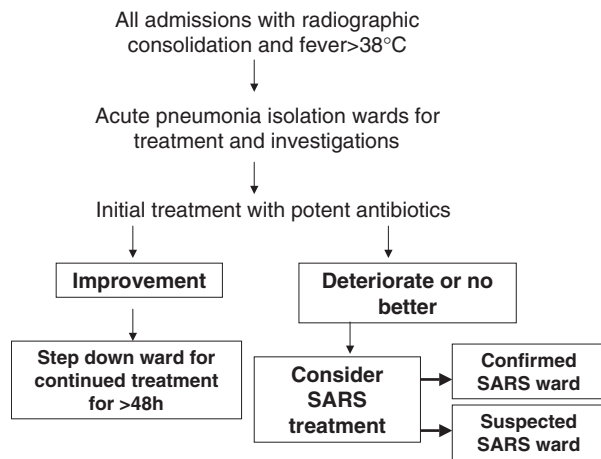 All admissions with radiographic
consolidation and fever>38°C
Acute pneumonia isolation wards for
treatment and investigations
Initial treatment with potent antibiotics
Improvement
Deteriorate or no
better
Step down ward for
continued treatment
for >48h
Consider
SARS
treatment
Confirmed
SARS ward
Suspected
SARS ward